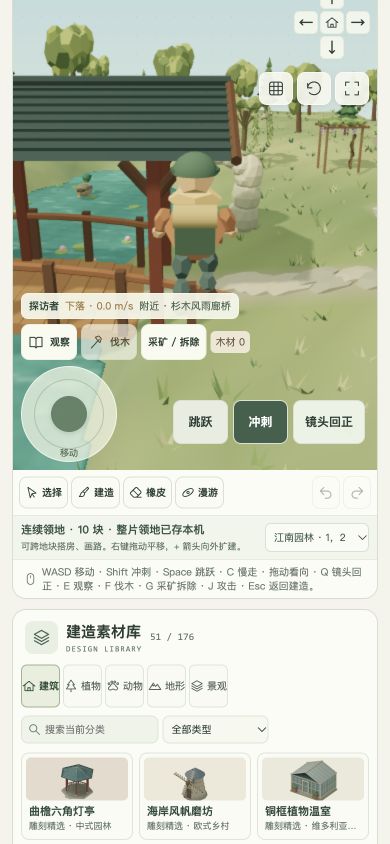 探访者 下落 · 0.0 m/s 附近 · 杉木风雨廊桥
观察 伐木 采矿 / 拆除 木材 0
移动
跳跃 冲刺 镜头回正
选择 建造 橡皮 漫游
连续领地 · 10 块 · 整片领地已存本机
可跨地块搭房、画路。右键拖动平移，+ 箭头向外扩建。
江南园林 · 1, 2
WASD 移动 · Shift 冲刺 · Space 跳跃 · C 慢走 · 拖动看向 · Q 镜头回
正 · E 观察 · F 伐木 · G 采矿拆除 · J 攻击 · Esc 返回建造。
建造素材库 51 / 176
DESIGN LIBRARY
建筑 植物 动物 地形 景观
搜索当前分类 全部类型
曲檐六角灯亭 海岸风帆磨坊 铜框植物温室
雕刻精选 · 中式园林 雕刻精选 · 欧式乡村 雕刻精选 · 维多利亚…